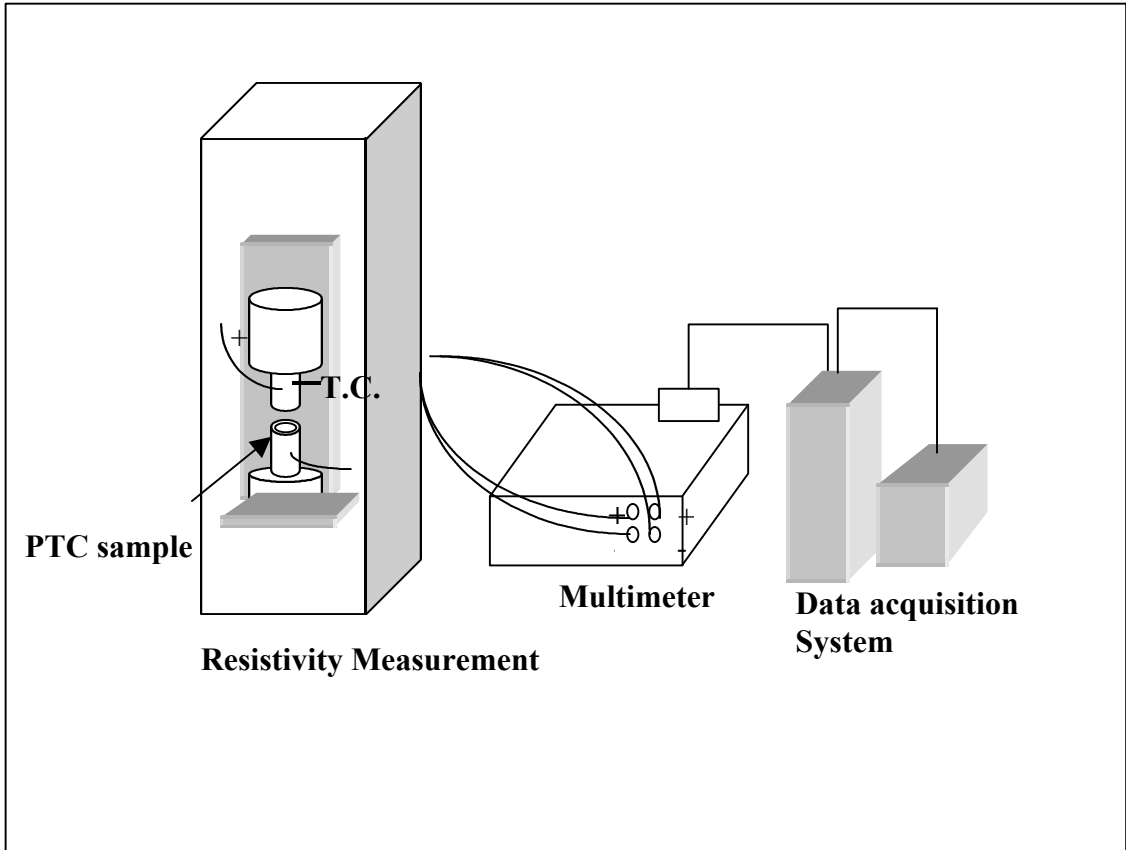 +
T.C.
PTC sample
+ +
-
Multimeter
Data acquisition
System
Resistivity Measurement